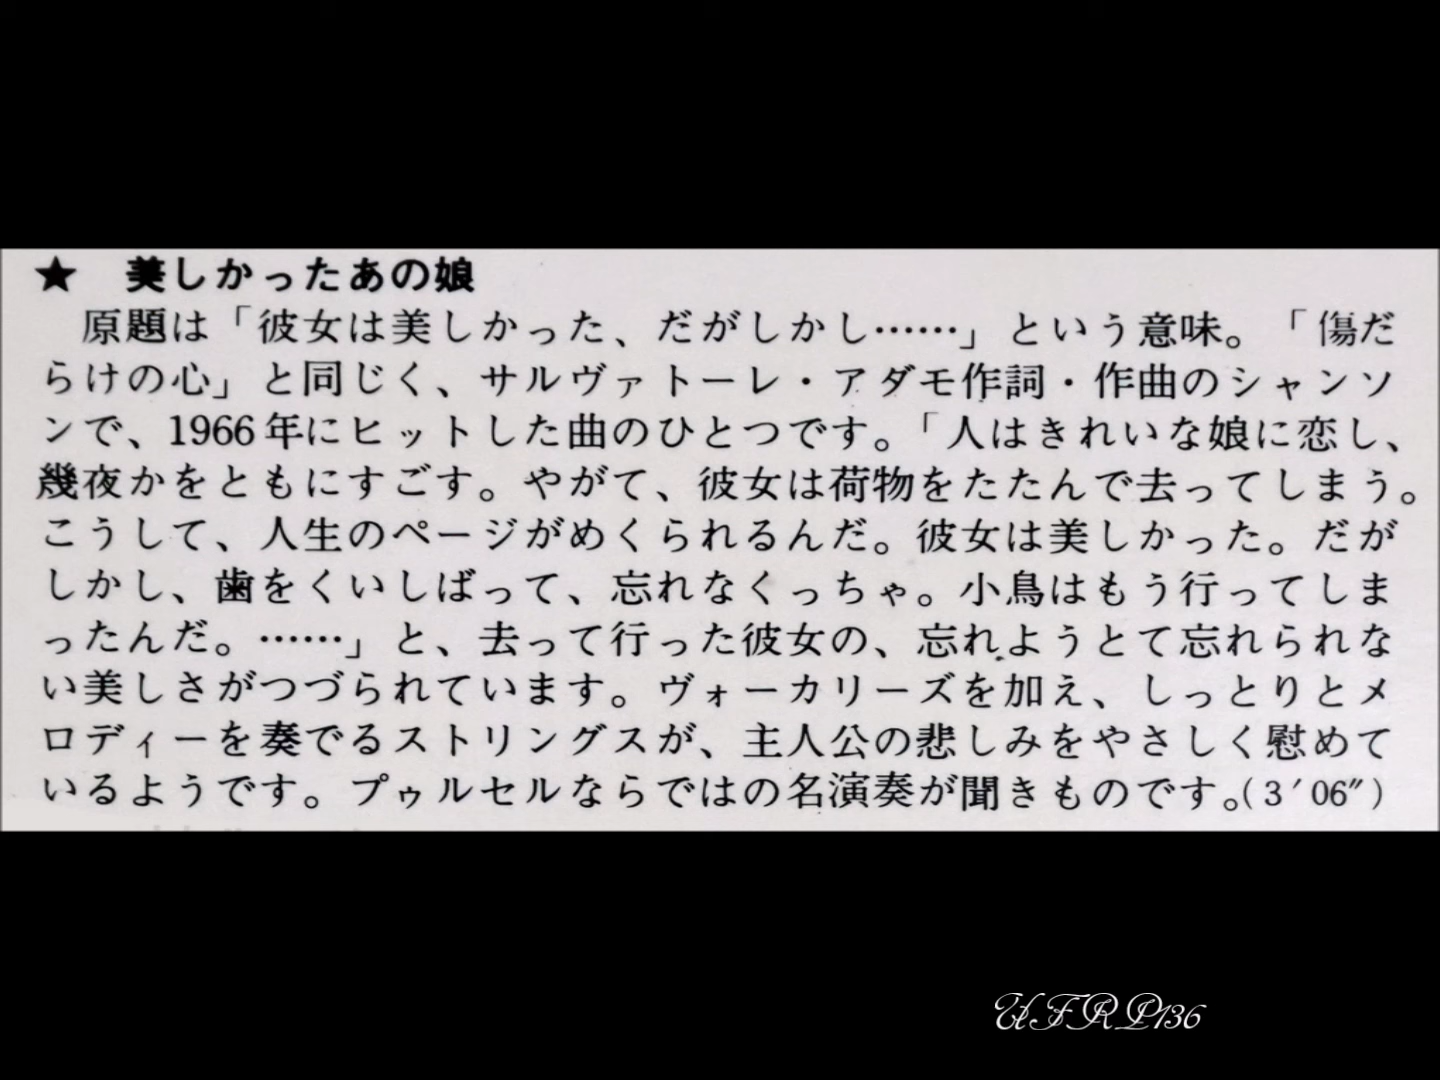 ★　美しかったあの娘
原題は「彼女は美しかった、だがしかし……」という意味。「傷だ
らけの心」と同じく、サルヴァトーレ・アダモ作詞・作曲のシャンソ
ンで、1966年にヒットした曲のひとつです。「人はきれいな娘に恋し、
幾夜かをともにすごす。やがて、彼女は荷物をたたんで去ってしまう。
こうして、人生のページがめくられるんだ。彼女は美しかった。だが
しかし、歯をくいしばって、忘れなくっちゃ。小鳥はもう行ってしま
ったんだ。……」と、去って行った彼女の、忘れようとて忘れられな
い美しさがつづられています。ヴォーカリーズを加え、しっとりとメ
ロディーを奏でるストリングスが、主人公の悲しみをやさしく慰めて
いるようです。プゥルセルならではの名演奏が聞きものです。(3′06″)
UFRP136